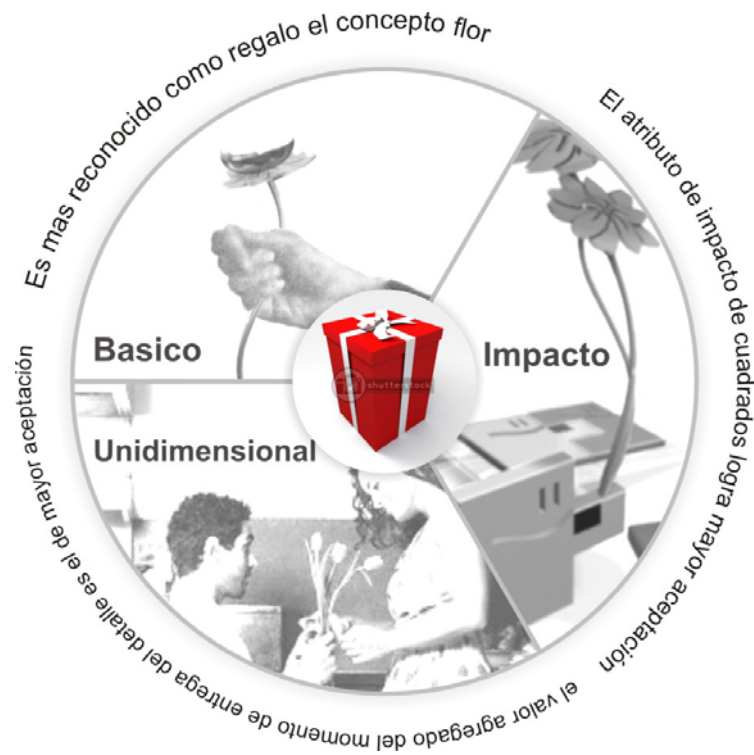 Es mas reconocido como regalo el concepto flor
El atributo de impacto de cuadrados logra mayor aceptación
Basico
Impacto
shutterstock
Unidimensional
el valor agregado del momento de entrega del detalle es el de mayor aceptación